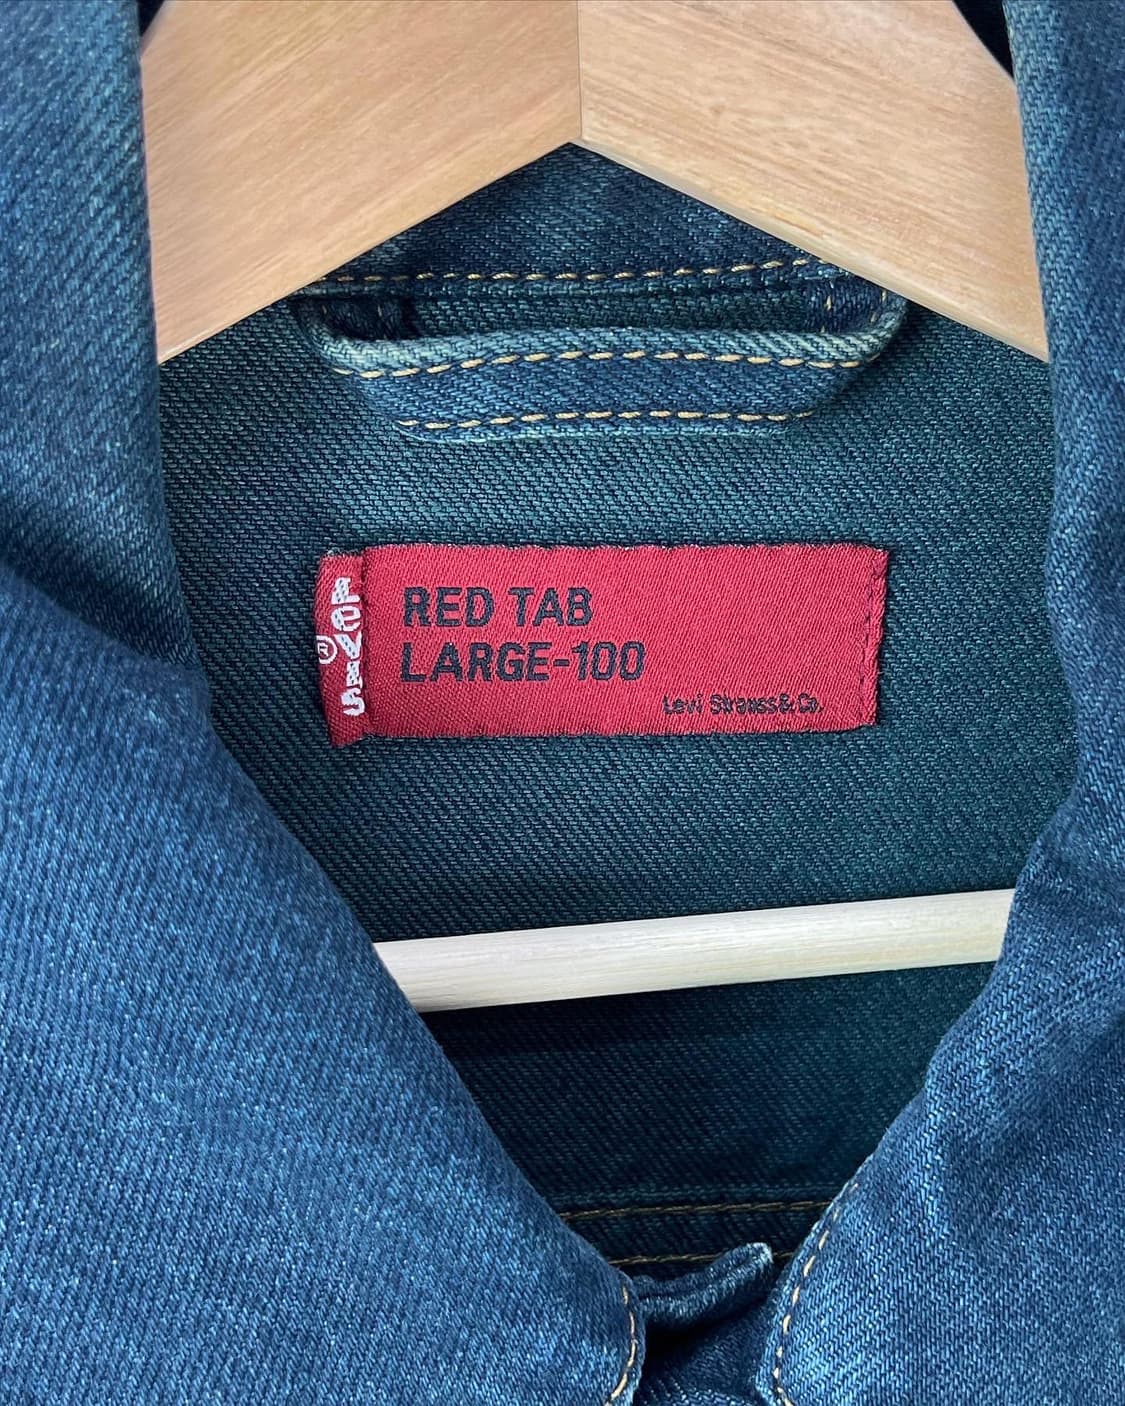 LEVI'S
®
RED TAB
LARGE-100
Levi Strauss & Co.